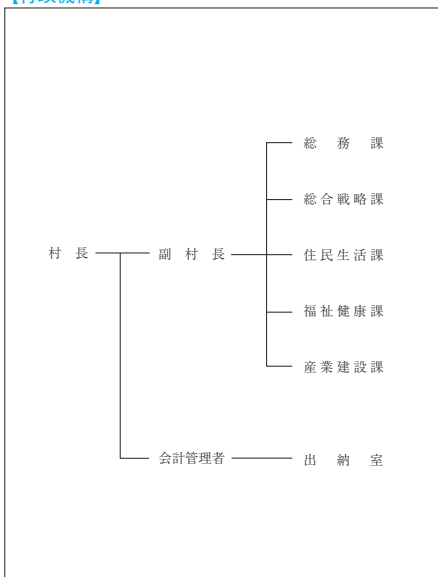 総務課
総合戦略課
村長 副村長 住民生活課
福祉健康課
産業建設課
会計管理者 出納室